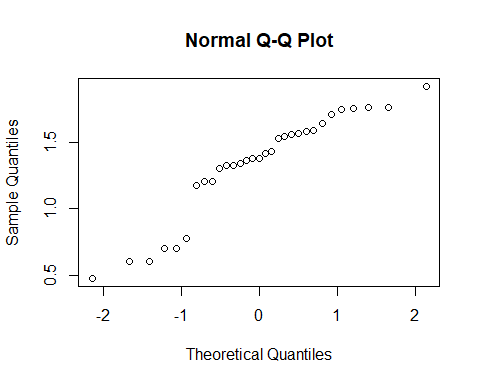 Normal Q-Q Plot
Sample Quantiles
0.5 1.0 1.5
-2 -1 0 1 2
Theoretical Quantiles